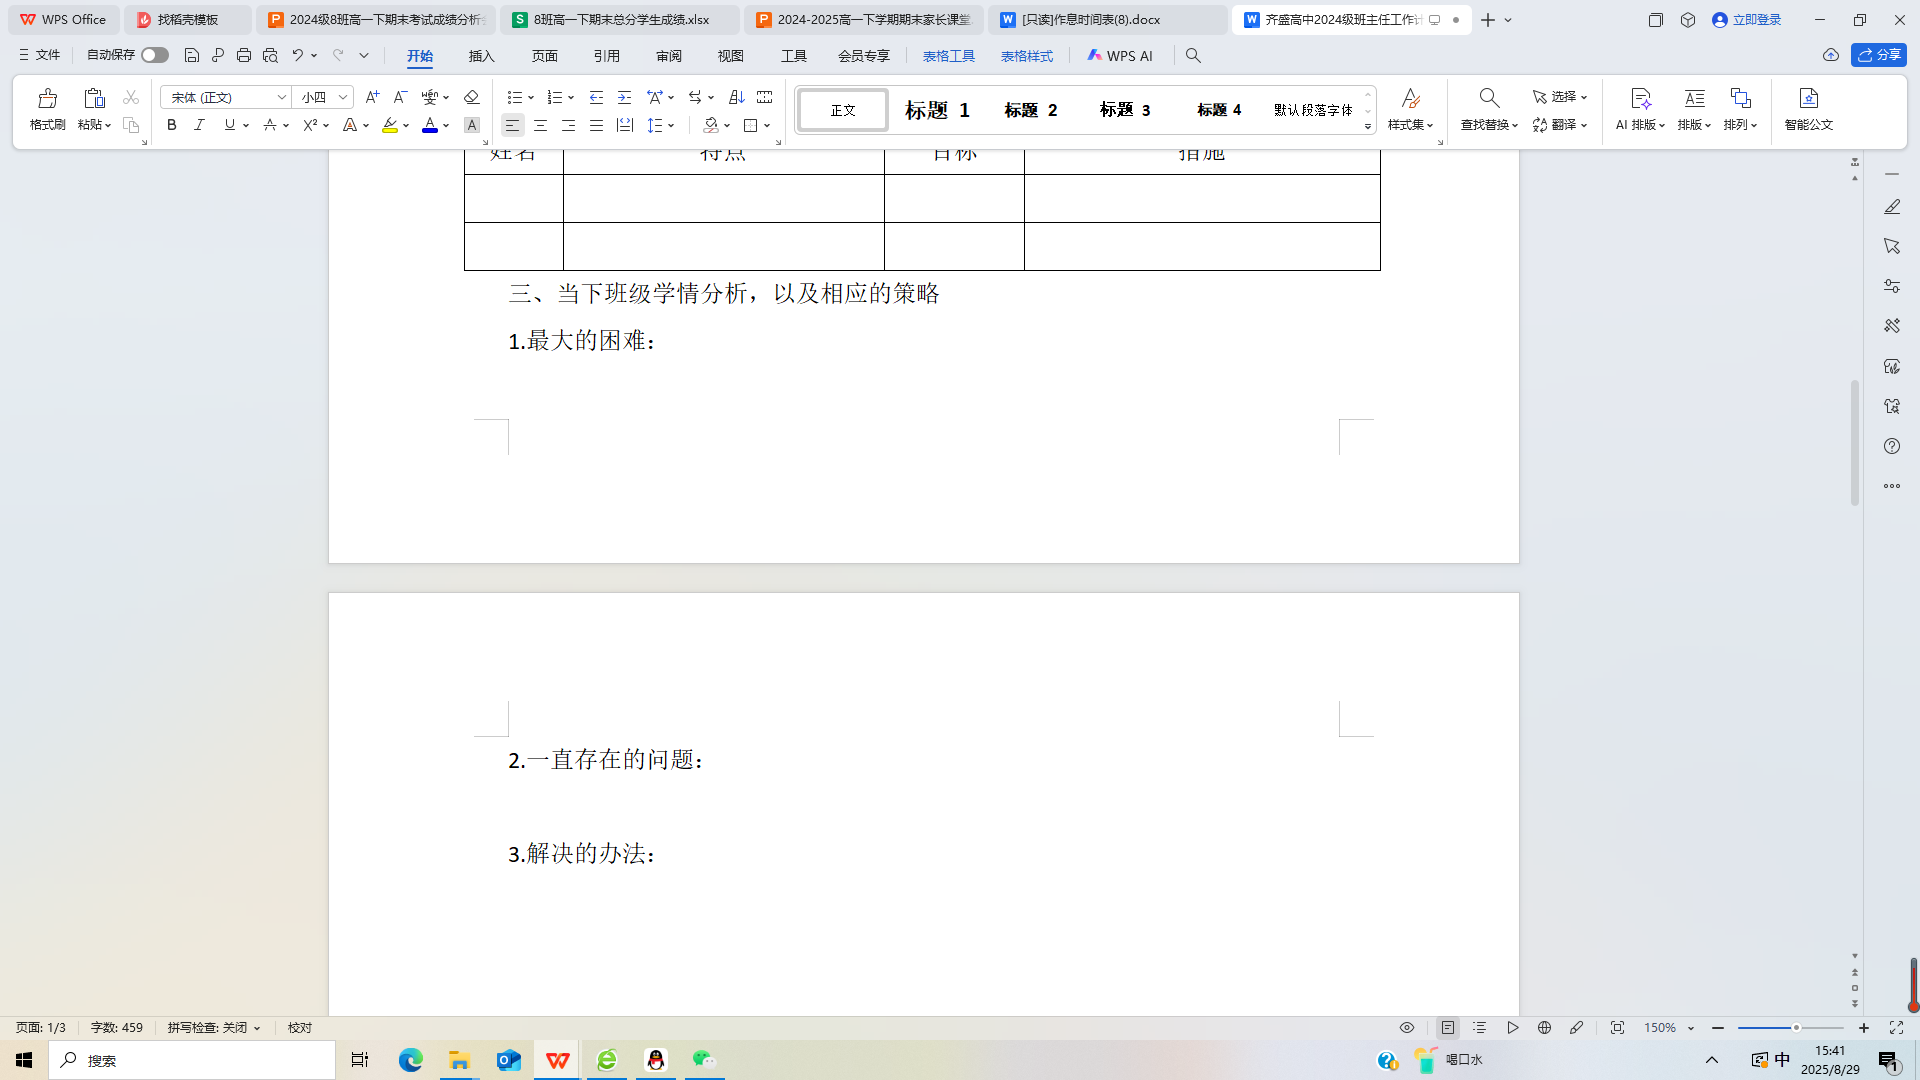 WPS Office
找稻壳模板
2024级8班高一下期末考试成绩分析会
8班高一下期末总分学生成绩.xlsx
2024-2025高一下学期期末家长课堂
[只读]作息时间表(8).docx
齐盛高中2024级班主任工作计
立即登录
文件
自动保存
开始
插入
页面
引用
审阅
视图
工具
会员专享
表格工具
表格样式
WPS AI
分享
格式刷
粘贴
宋体 (正文)
小四
正文
标题 1
标题 2
标题 3
标题 4
默认段落字体
样式集
查找替换
选择
翻译
AI 排版
排版
排列
智能公文
姓名 特点 目标 措施
三、当下班级学情分析，以及相应的策略
1.最大的困难：
2.一直存在的问题：
3.解决的办法：
页面: 1/3
字数: 459
拼写检查: 关闭
校对
150%
搜索
喝口水
中
15:41
2025/8/29
1